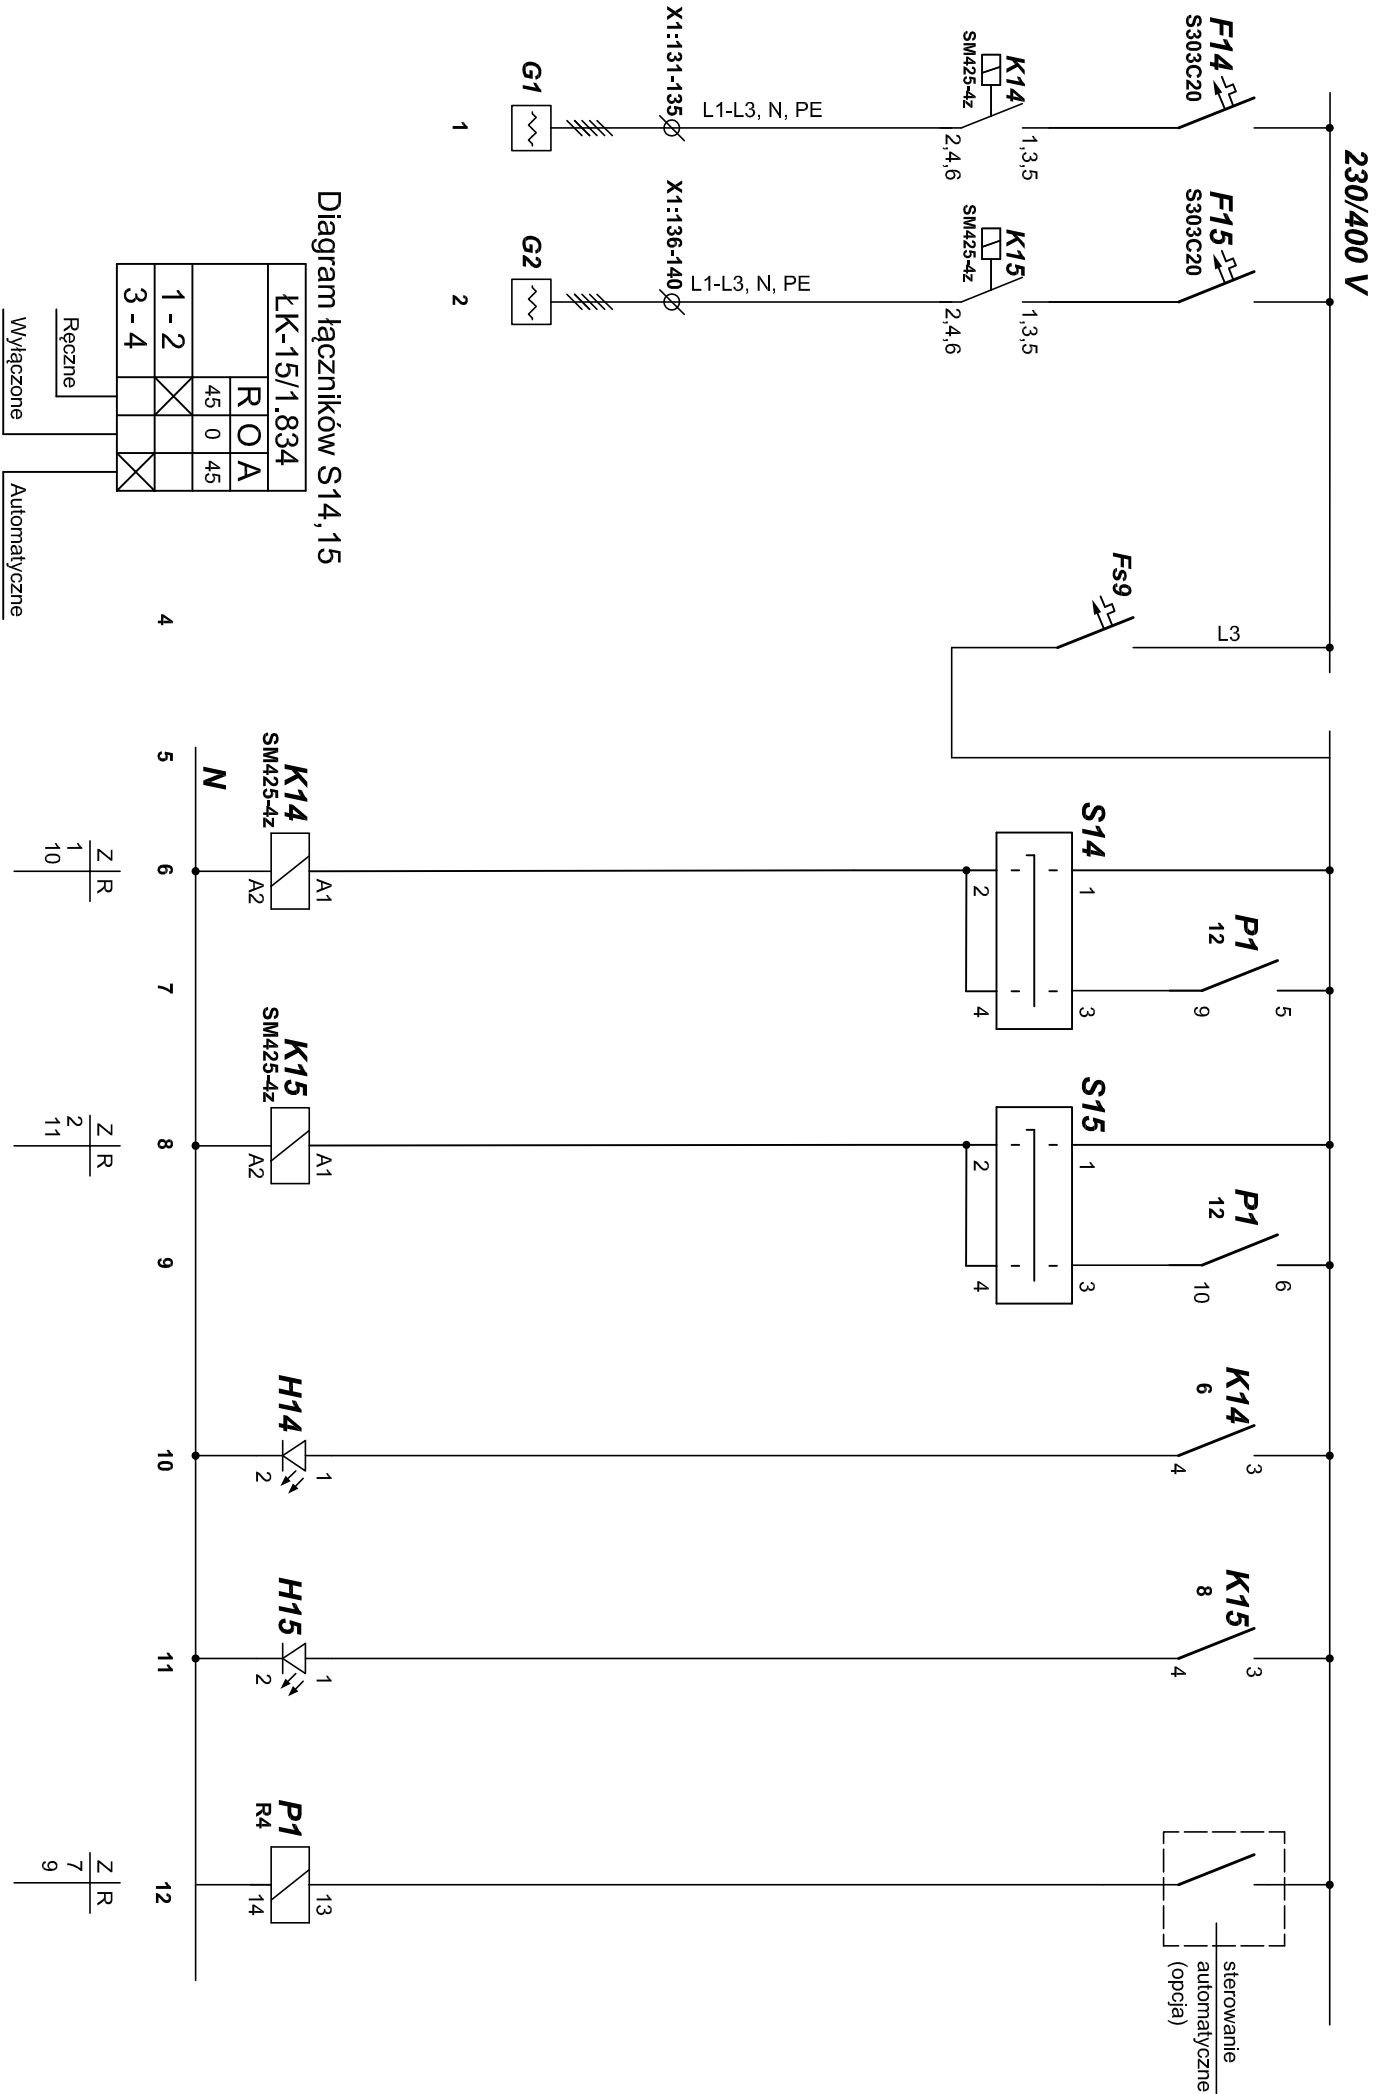 230/400 V
F14
S303C20
F15
S303C20
K14
SM425-4z
1,3,5
2,4,6
K15
SM425-4z
1,3,5
2,4,6
X1:131-135
L1-L3, N, PE
X1:136-140
L1-L3, N, PE
G1
G2
1
2
Diagram łączników S14,15
ŁK-15/1.834
R O A
45 0 45
1 - 2
3 - 4
Ręczne
Wyłączone
Automatyczne
L3
Fs9
S14
1
2
3
4
P1
12
5
9
S15
1
2
3
4
P1
12
6
10
K14
6
3
4
K15
8
3
4
sterowanie
automatyczne
(opcja)
N
K14
SM425-4z
A1
A2
K15
SM425-4z
A1
A2
H14
1
2
H15
1
2
P1
R4
13
14
4
5
6
7
8
9
10
11
12
Z R
1
10
Z R
2
11
Z R
7
9